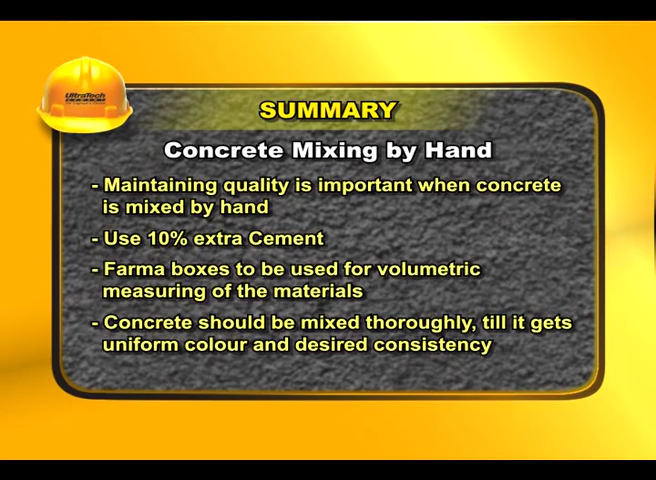 UltraTech
CEMENT
SUMMARY
Concrete Mixing by Hand
- Maintaining quality is important when concrete
is mixed by hand
- Use 10% extra Cement
- Farma boxes to be used for volumetric
measuring of the materials
- Concrete should be mixed thoroughly, till it gets
uniform colour and desired consistency